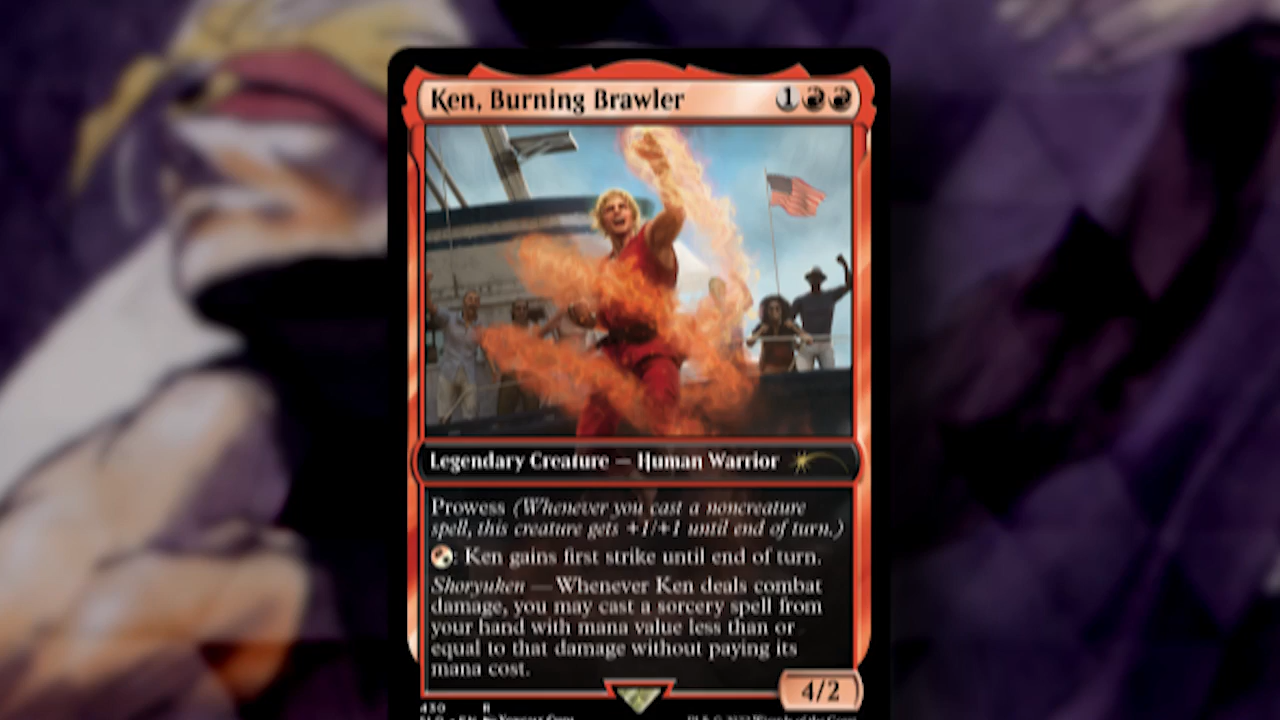 Ken, Burning Brawler 1
Legendary Creature — Human Warrior
Prowess (Whenever you cast a noncreature
spell, this creature gets +1/+1 until end of turn.)
: Ken gains first strike until end of turn.
Shoryuken — Whenever Ken deals combat
damage, you may cast a sorcery spell from
your hand with mana value less than or
equal to that damage without paying its
mana cost.
4/2
430 R